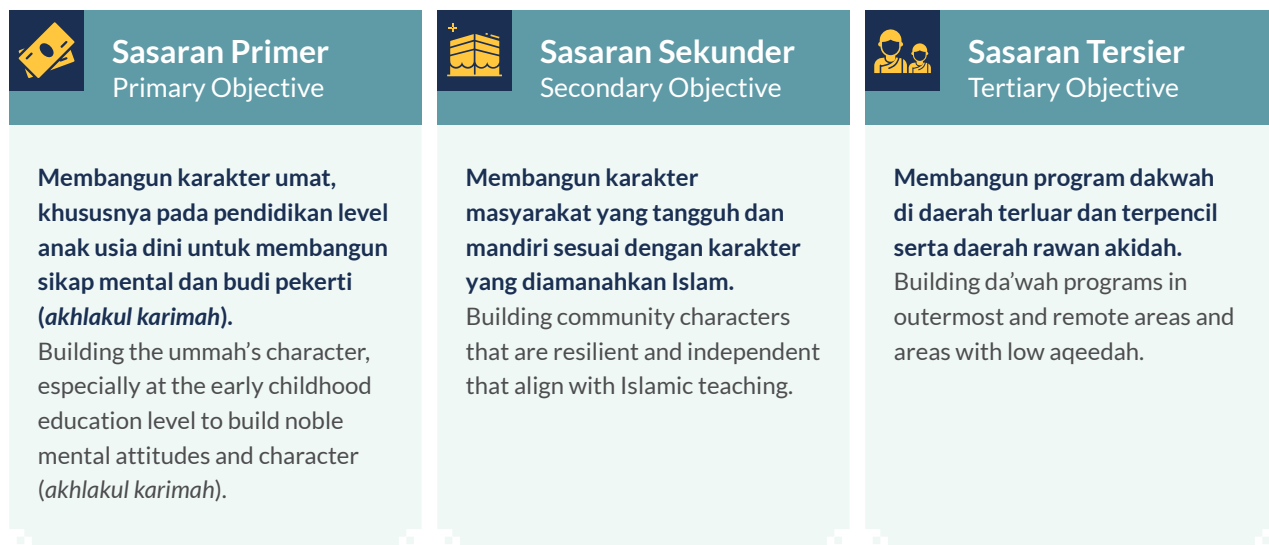 Sasaran Primer
Primary Objective
Membangun karakter umat,
khususnya pada pendidikan level
anak usia dini untuk membangun
sikap mental dan budi pekerti
(akhlakul karimah).
Building the ummah’s character,
especially at the early childhood
education level to build noble
mental attitudes and character
(akhlakul karimah).
Sasaran Sekunder
Secondary Objective
Membangun karakter
masyarakat yang tangguh dan
mandiri sesuai dengan karakter
yang diamanahkan Islam.
Building community characters
that are resilient and independent
that align with Islamic teaching.
Sasaran Tersier
Tertiary Objective
Membangun program dakwah
di daerah terluar dan terpencil
serta daerah rawan akidah.
Building da’wah programs in
outermost and remote areas and
areas with low aqeedah.